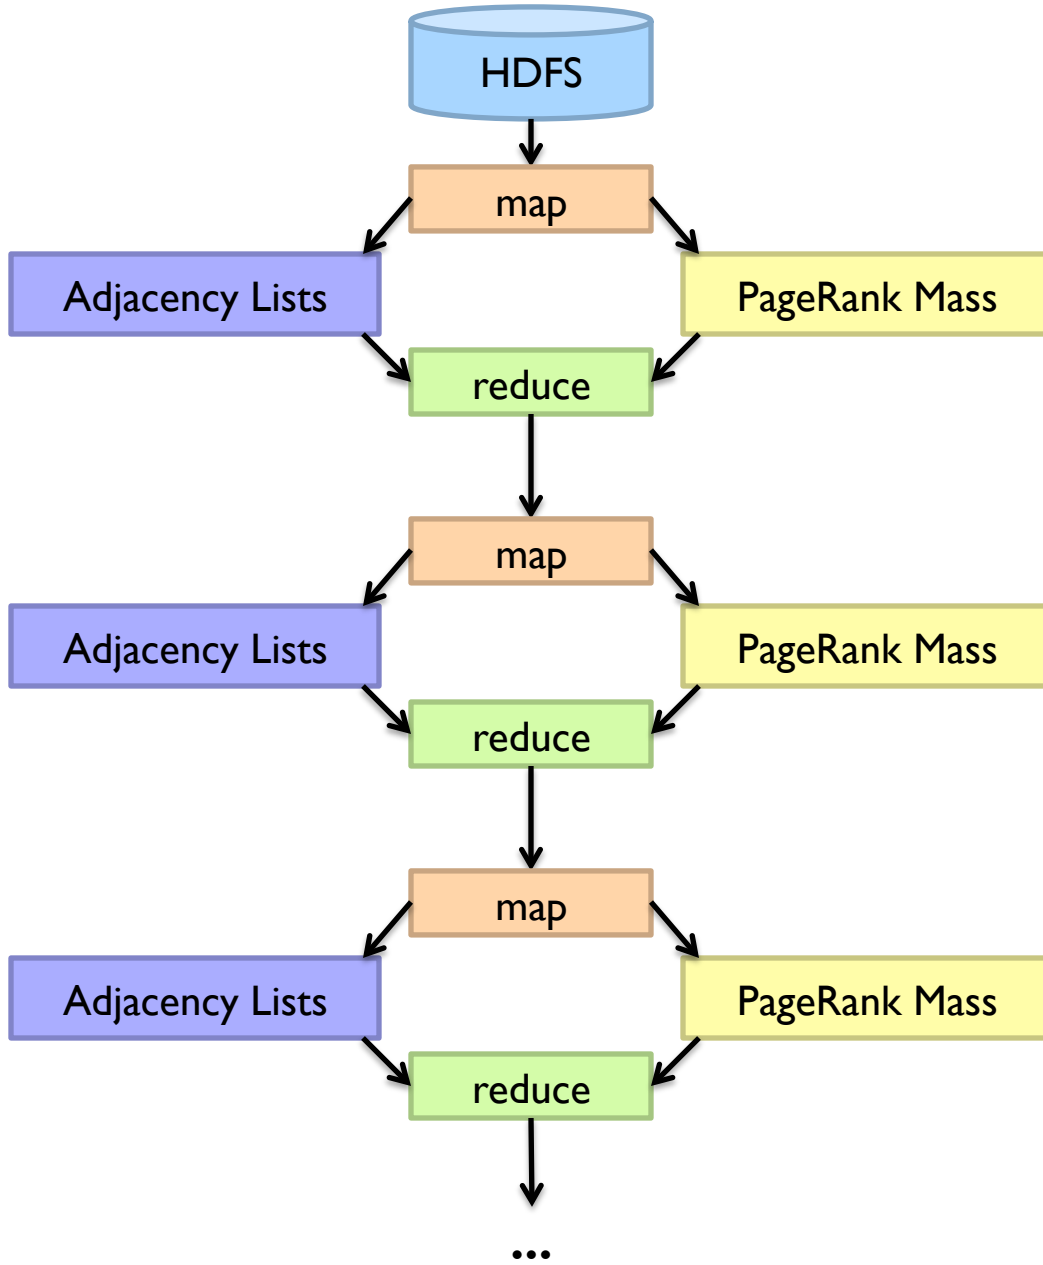 HDFS
map
Adjacency Lists
PageRank Mass
reduce
map
Adjacency Lists
PageRank Mass
reduce
map
Adjacency Lists
PageRank Mass
reduce
...